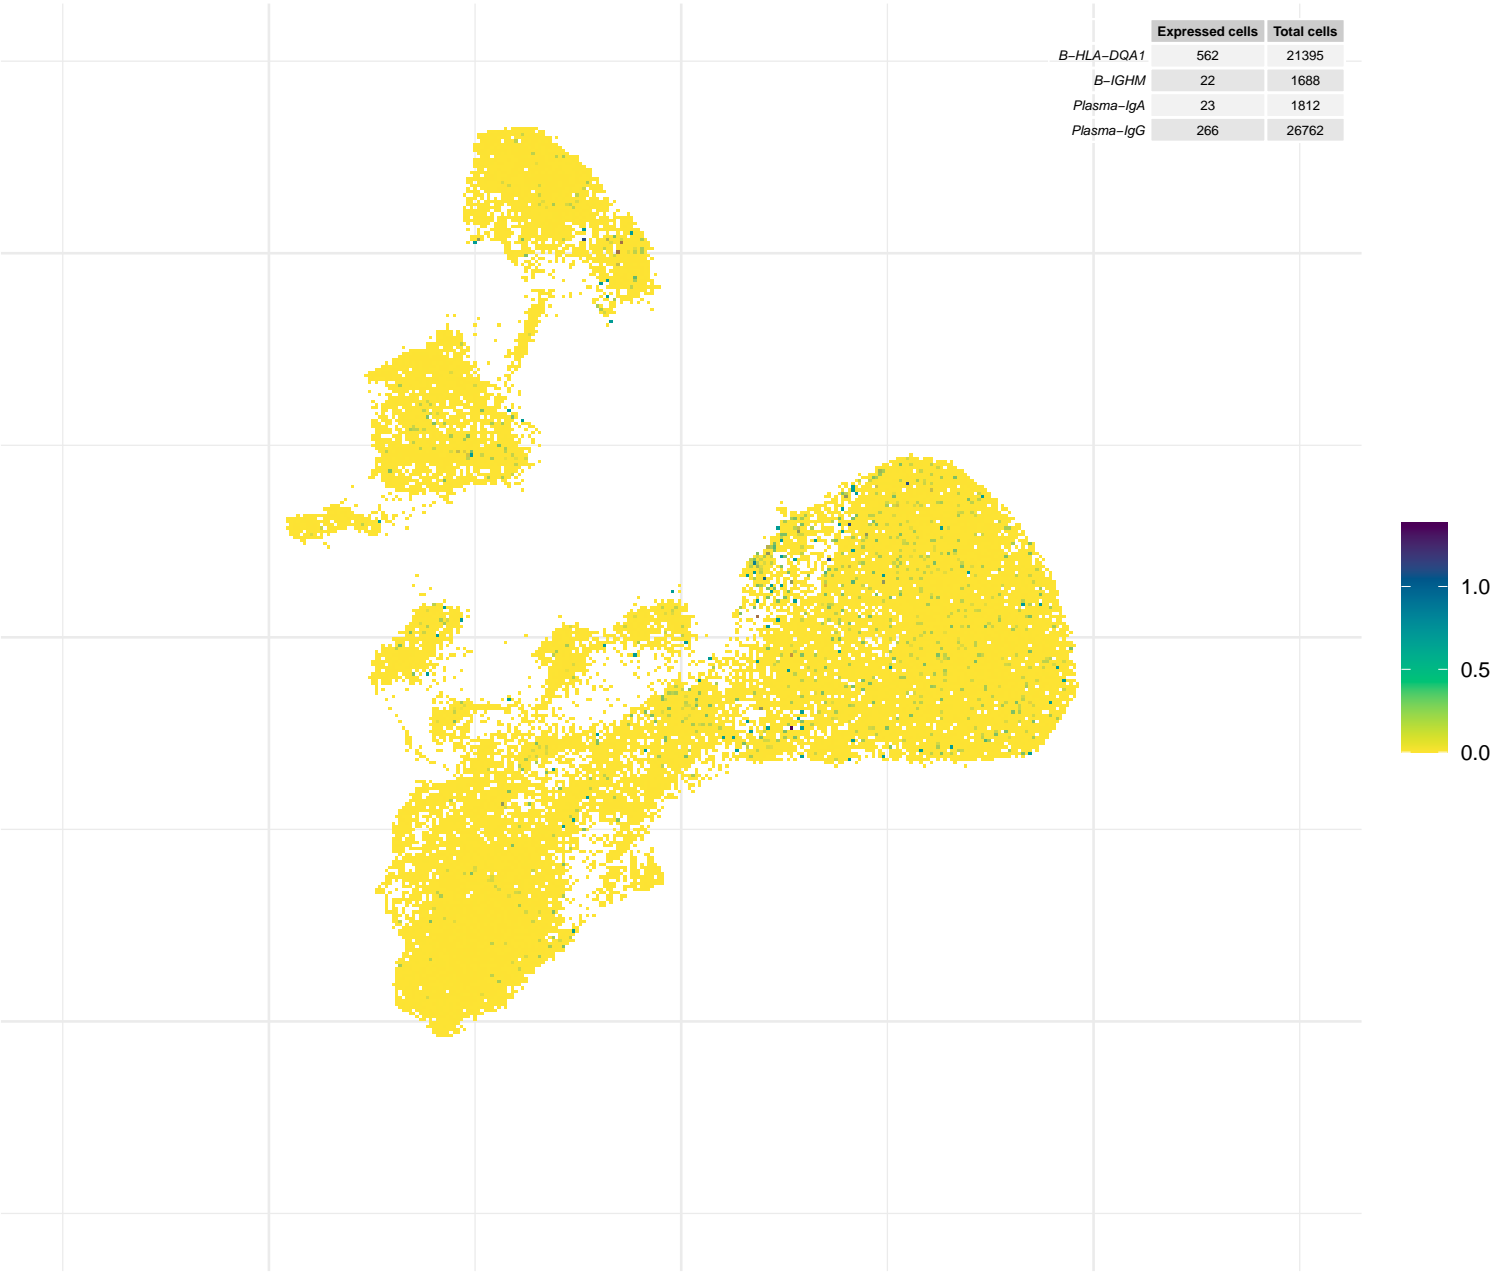 Expressed cells Total cells
B−HLA−DQA1 562 21395
B−IGHM 22 1688
Plasma−IgA 23 1812
Plasma−IgG 266 26762
1.0
0.5
0.0